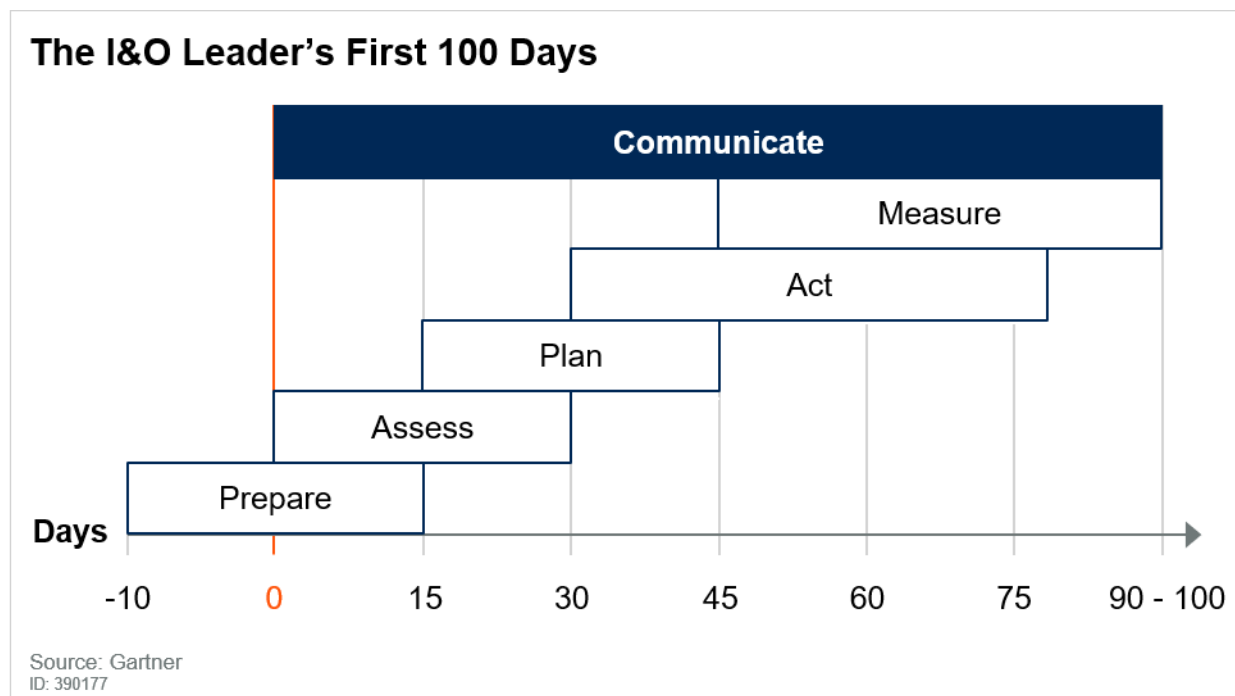 The I&O Leader’s First 100 Days
Communicate
Measure
Act
Plan
Assess
Prepare
Days
-10 0 15 30 45 60 75 90 - 100
Source: Gartner
ID: 390177